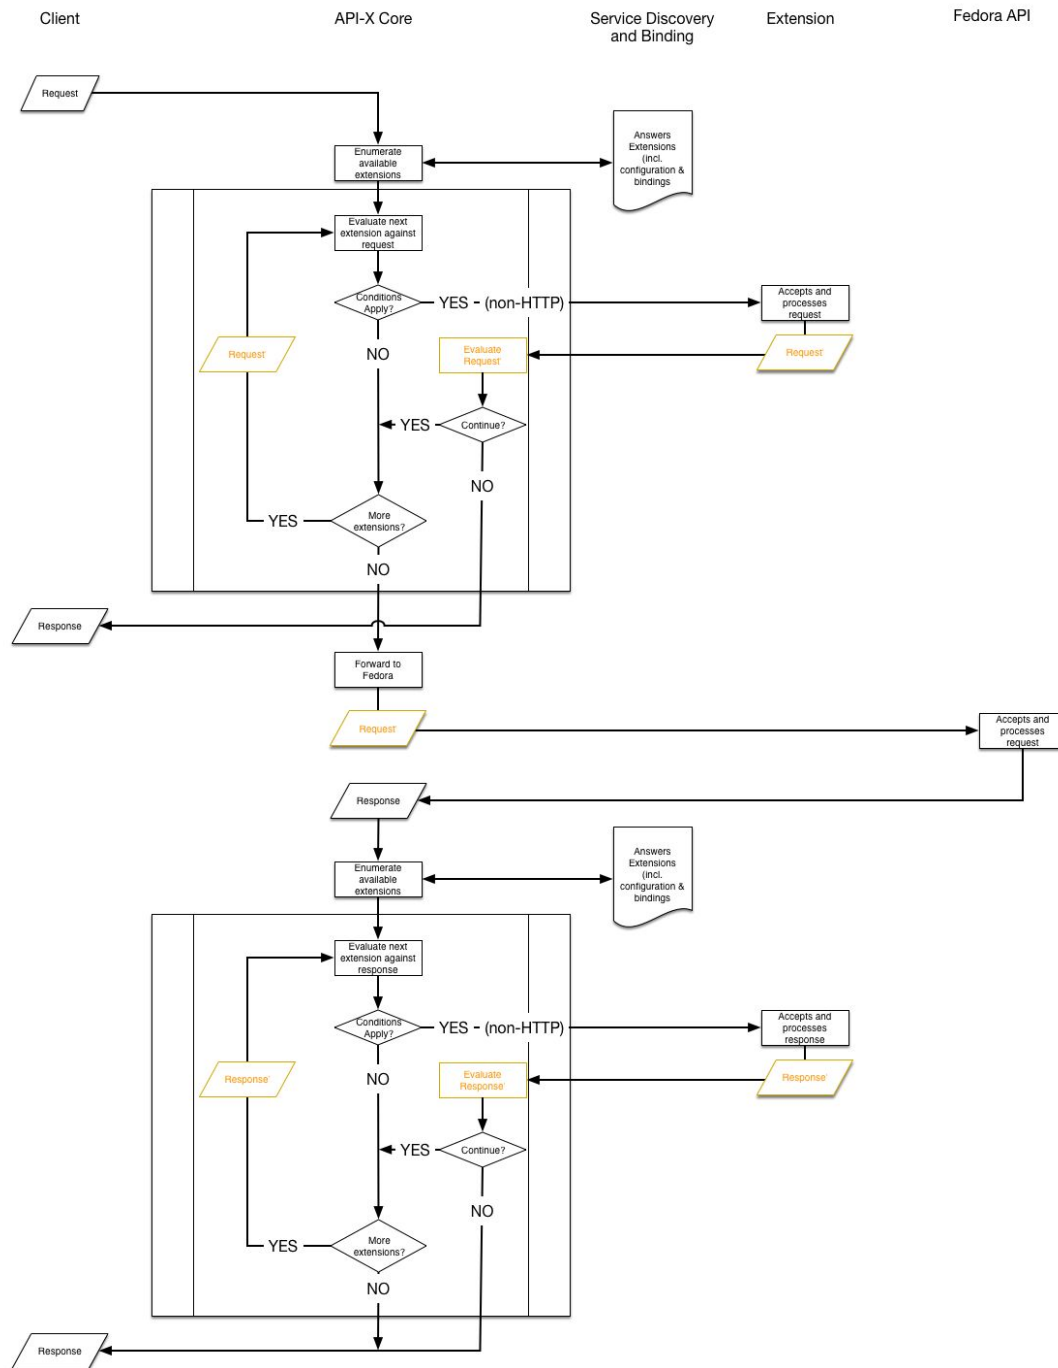 Client
API-X Core
Service Discovery
and Binding
Extension
Fedora API
Request
Enumerate
available
extensions
Answers
Extensions
(incl.
configuration &
bindings
Evaluate next
extension against
request
Conditions
Apply?
YES - (non-HTTP)
Accepts and
processes
request
Request'
NO
Evaluate
Request'
Request'
YES
Continue?
NO
YES
More
extensions?
NO
Response
Forward to
Fedora
Request'
Accepts and
processes
request
Response
Enumerate
available
extensions
Answers
Extensions
(incl.
configuration &
bindings
Evaluate next
extension against
response
Conditions
Apply?
YES - (non-HTTP)
Accepts and
processes
response
Response'
NO
Evaluate
Response'
Response'
YES
Continue?
NO
YES
More
extensions?
NO
Response